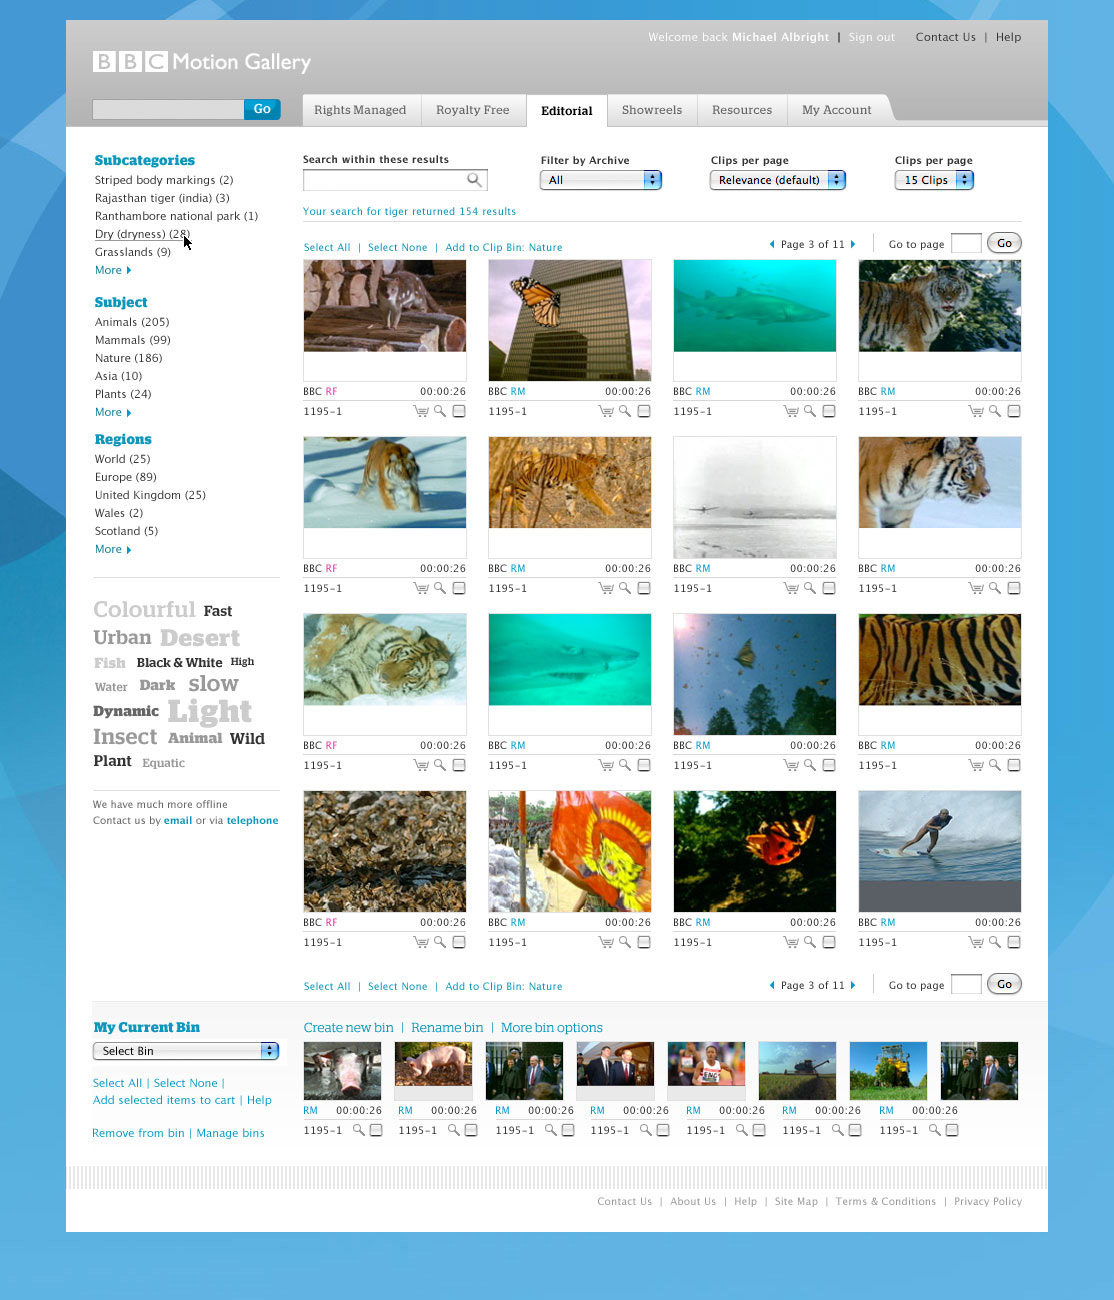 Welcome back Michael Albright | Sign out Contact Us | Help
BBC Motion Gallery
Go
Rights Managed Royalty Free Editorial Showreels Resources My Account
Subcategories
Striped body markings (2)
Rajasthan tiger (india) (3)
Ranthambore national park (1)
Dry (dryness) (28)
Grasslands (9)
More
Subject
Animals (205)
Mammals (99)
Nature (186)
Asia (10)
Plants (24)
More
Regions
World (25)
Europe (89)
United Kingdom (25)
Wales (2)
Scotland (5)
More
Colourful Fast
Urban Desert
Fish Black & White High
Water Dark slow
Dynamic Light
Insect Animal Wild
Plant Equatic
We have much more offline
Contact us by email or via telephone
Search within these results Filter by Archive Clips per page Clips per page
All Relevance (default) 15 Clips
Your search for tiger returned 154 results
Select All | Select None | Add to Clip Bin: Nature Page 3 of 11 Go to page Go
BBC RF 00:00:26 BBC RM 00:00:26 BBC RM 00:00:26 BBC RM 00:00:26
1195-1 1195-1 1195-1 1195-1
BBC RF 00:00:26 BBC RM 00:00:26 BBC RM 00:00:26 BBC RM 00:00:26
1195-1 1195-1 1195-1 1195-1
BBC RF 00:00:26 BBC RM 00:00:26 BBC RM 00:00:26 BBC RM 00:00:26
1195-1 1195-1 1195-1 1195-1
BBC RF 00:00:26 BBC RM 00:00:26 BBC RM 00:00:26 BBC RM 00:00:26
1195-1 1195-1 1195-1 1195-1
Select All | Select None | Add to Clip Bin: Nature Page 3 of 11 Go to page Go
My Current Bin
Select Bin
Select All | Select None |
Add selected items to cart | Help
Remove from bin | Manage bins
Create new bin | Rename bin | More bin options
ENG
RM 00:00:26 RM 00:00:26 RM 00:00:26 RM 00:00:26 RM 00:00:26 RM 00:00:26 RM 00:00:26
1195-1 1195-1 1195-1 1195-1 1195-1 1195-1 1195-1
Contact Us | About Us | Help | Site Map | Terms & Conditions | Privacy Policy